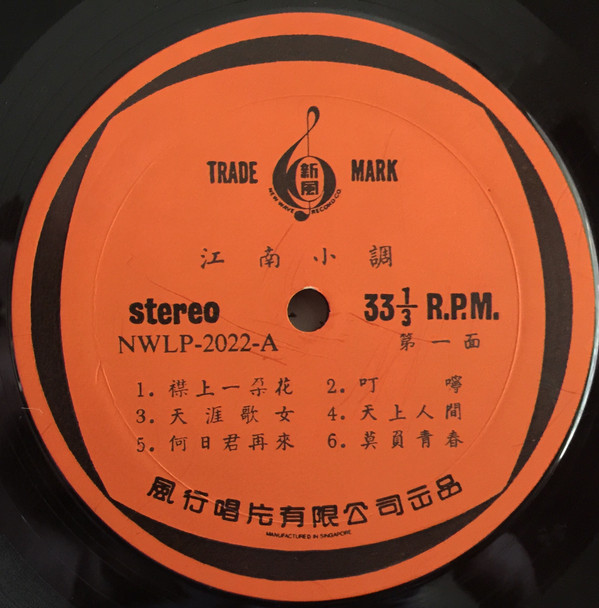 TRADE MARK
新風
NEW WAVE RECORD CO.
江南小調
stereo 33 1/3 R.P.M.
NWLP-2022-A 第一面
1. 襟上一朵花 2. 叮嚀
3. 天涯歌女 4. 天上人間
5. 何日君再來 6. 莫負青春
風行唱片有限公司出品
MANUFACTURED IN SINGAPORE